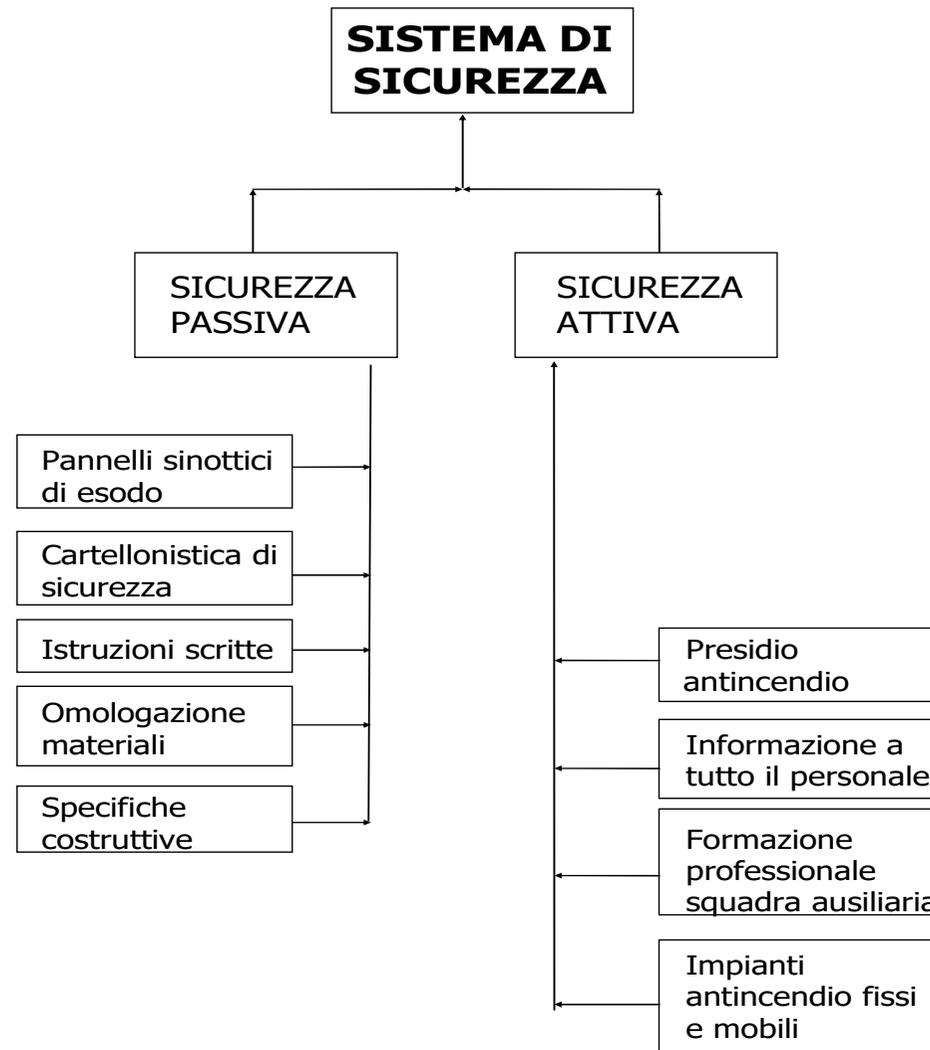 SISTEMA DI
SICUREZZA
SICUREZZA
PASSIVA
SICUREZZA
ATTIVA
Pannelli sinottici
di esodo
Cartellonistica di
sicurezza
Istruzioni scritte
Omologazione
materiali
Specifiche
costruttive
Presidio
antincendio
Informazione a
tutto il personale
Formazione
professionale
squadra ausiliaria
Impianti
antincendio fissi
e mobili